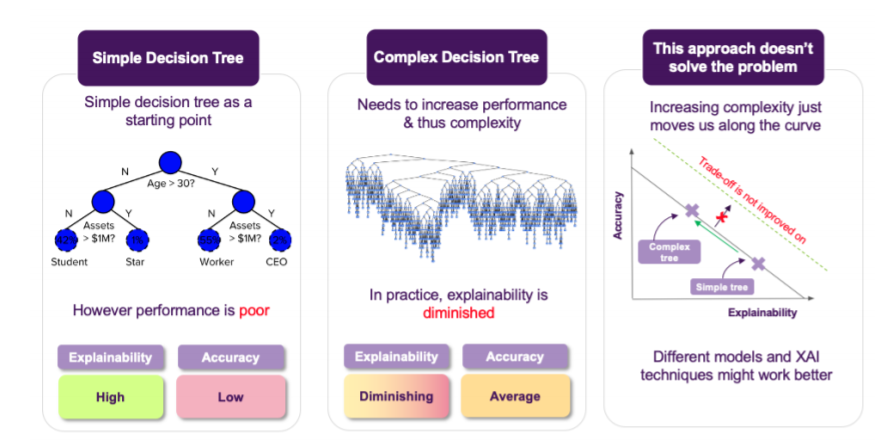 Simple Decision Tree
Simple decision tree as a
starting point
N
Y
Age > 30?
N
Y
N
Y
Assets
> $1M?
Assets
> $1M?
42%
1%
2%
Student
Star
Worker
CEO
However performance is poor
Explainability
Accuracy
High
Low
Complex Decision Tree
Needs to increase performance
& thus complexity
In practice, explainability is
diminished
Explainability
Accuracy
Diminishing
Average
This approach doesn't
solve the problem
Increasing complexity just
moves us along the curve
Accuracy
Trade-off is not improved on
Complex
tree
Simple tree
Explainability
Different models and XAI
techniques might work better